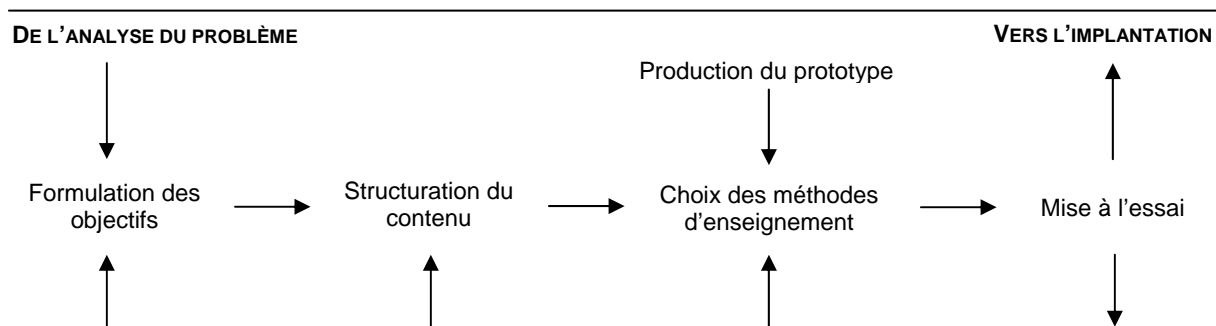 DE L'ANALYSE DU PROBLÈME
VERS L'IMPLANTATION
Production du prototype
Formulation des
objectifs
Structuration du
contenu
Choix des méthodes
d'enseignement
Mise à l'essai